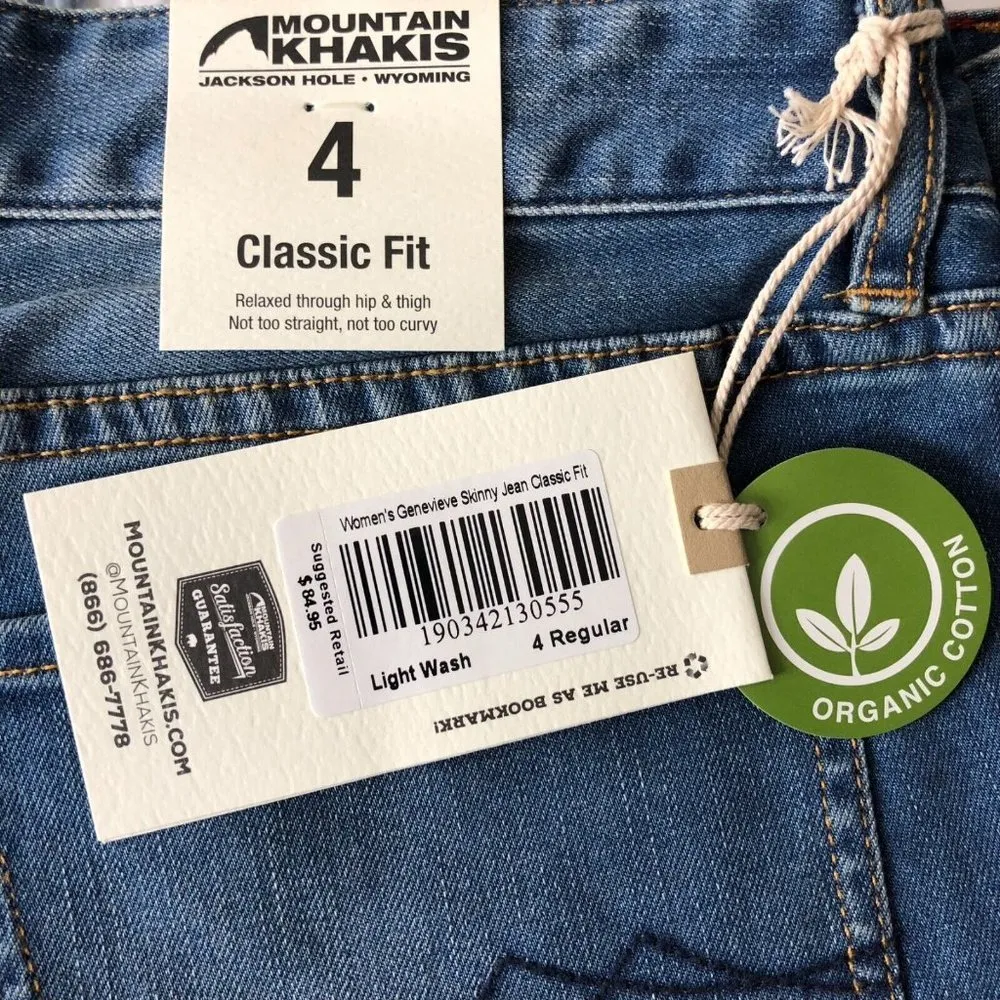 MOUNTAIN
KHAKIS
JACKSON HOLE • WYOMING
4
Classic Fit
Relaxed through hip & thigh
Not too straight, not too curvy
Women's Genevieve Skinny Jean Classic Fit
190342130555
Light Wash 4 Regular
Suggested Retail
$84.95
MOUNTAIN
KHAKIS
Satisfaction
GUARANTEE
MOUNTAINKHAKIS.COM
@MOUNTAINKHAKIS
(866) 686-7778
RE-USE ME AS BOOKMARK!
ORGANIC COTTON